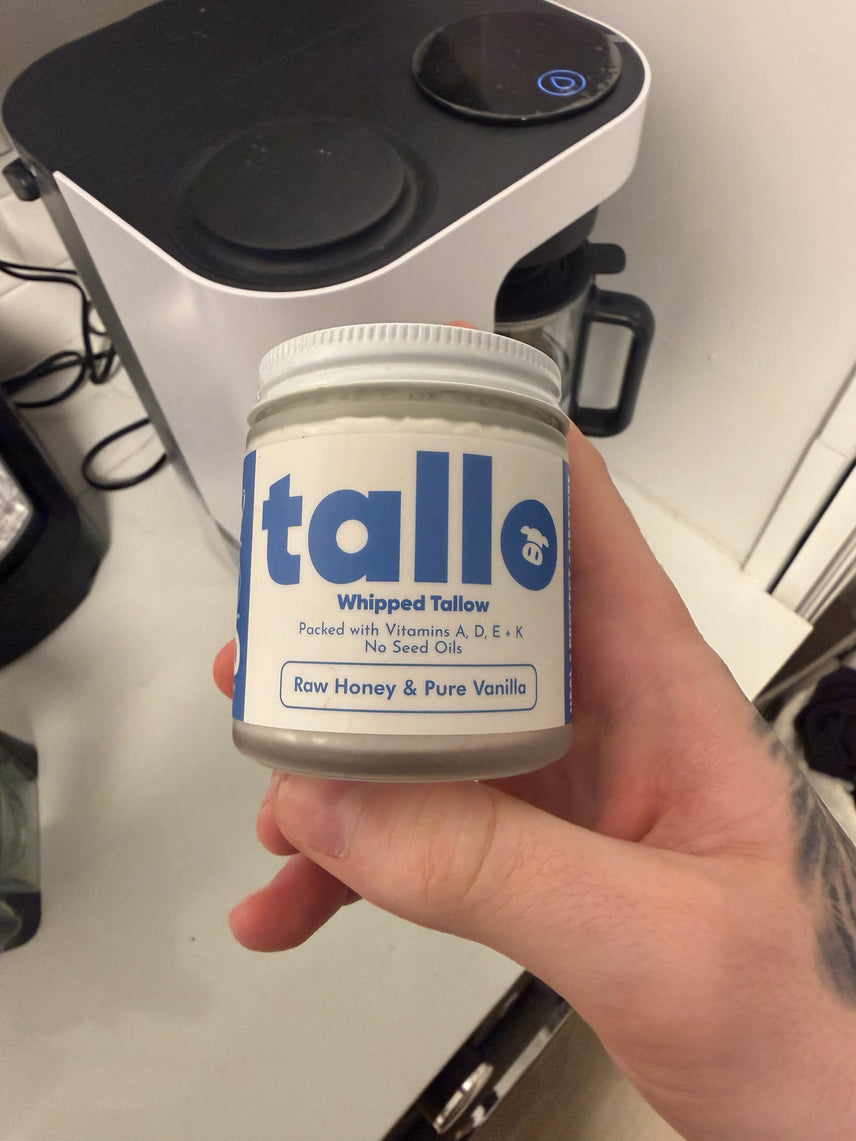 tallo
Whipped Tallow
Packed with Vitamins A, D, E + K
No Seed Oils
Raw Honey & Pure Vanilla